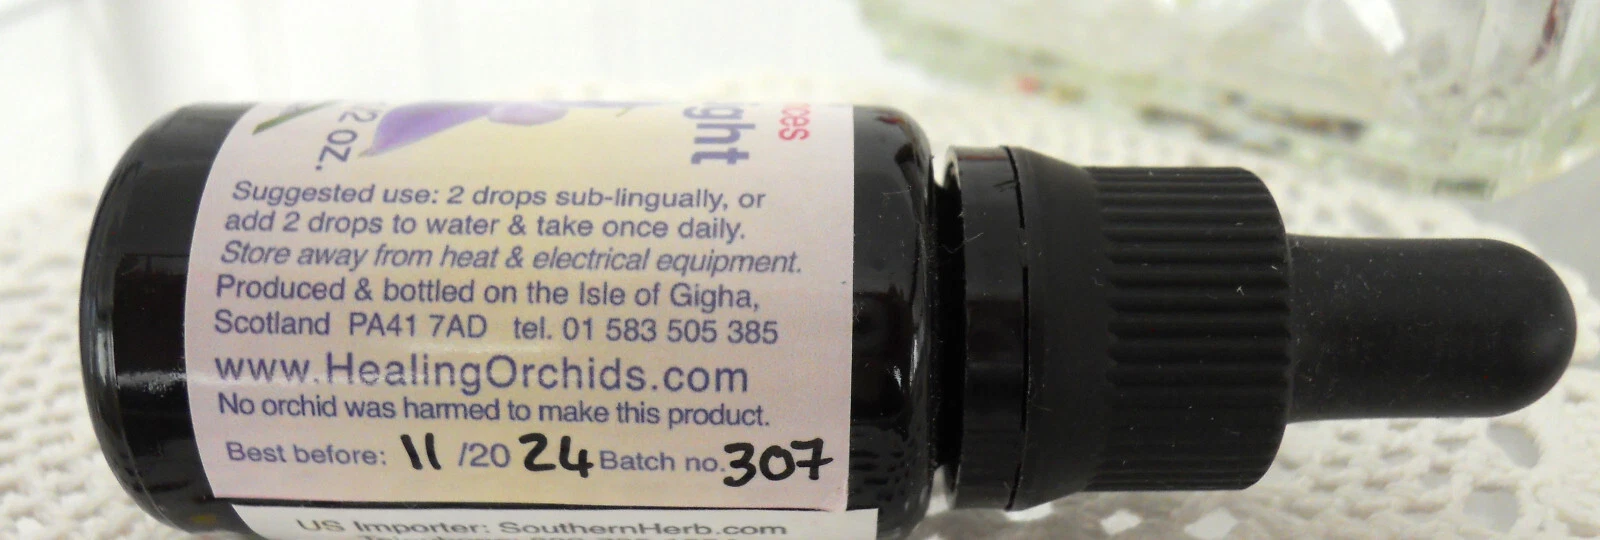 2 oz.
Suggested use: 2 drops sub-lingually, or
add 2 drops to water & take once daily.
Store away from heat & electrical equipment.
Produced & bottled on the Isle of Gigha,
Scotland PA41 7AD tel. 01 583 505 385
www.HealingOrchids.com
No orchid was harmed to make this product.
Best before: 11/2024 Batch no. 307
US Importer: SouthernHerb.com